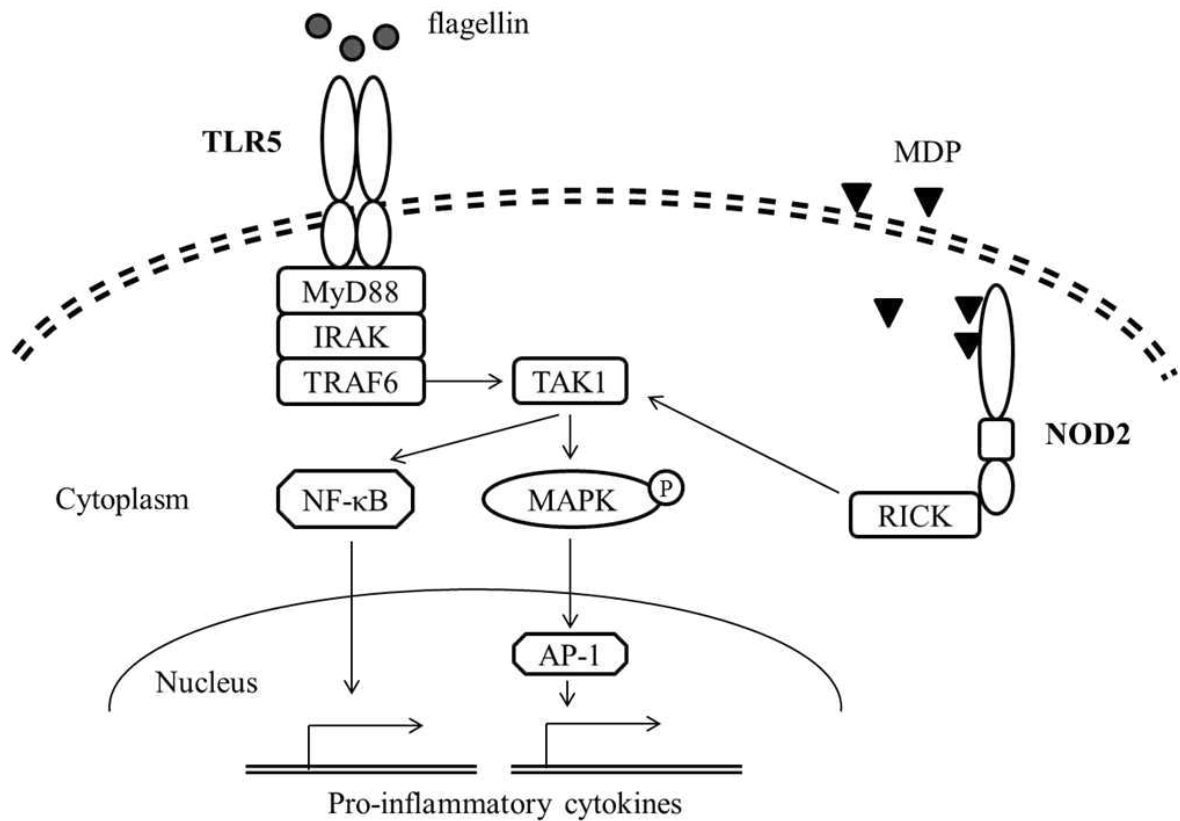 flagellin
TLR5
MDP
MyD88
IRAK
TRAF6
TAK1
NOD2
Cytoplasm
NF-κB
MAPK
P
RICK
AP-1
Nucleus
Pro-inflammatory cytokines